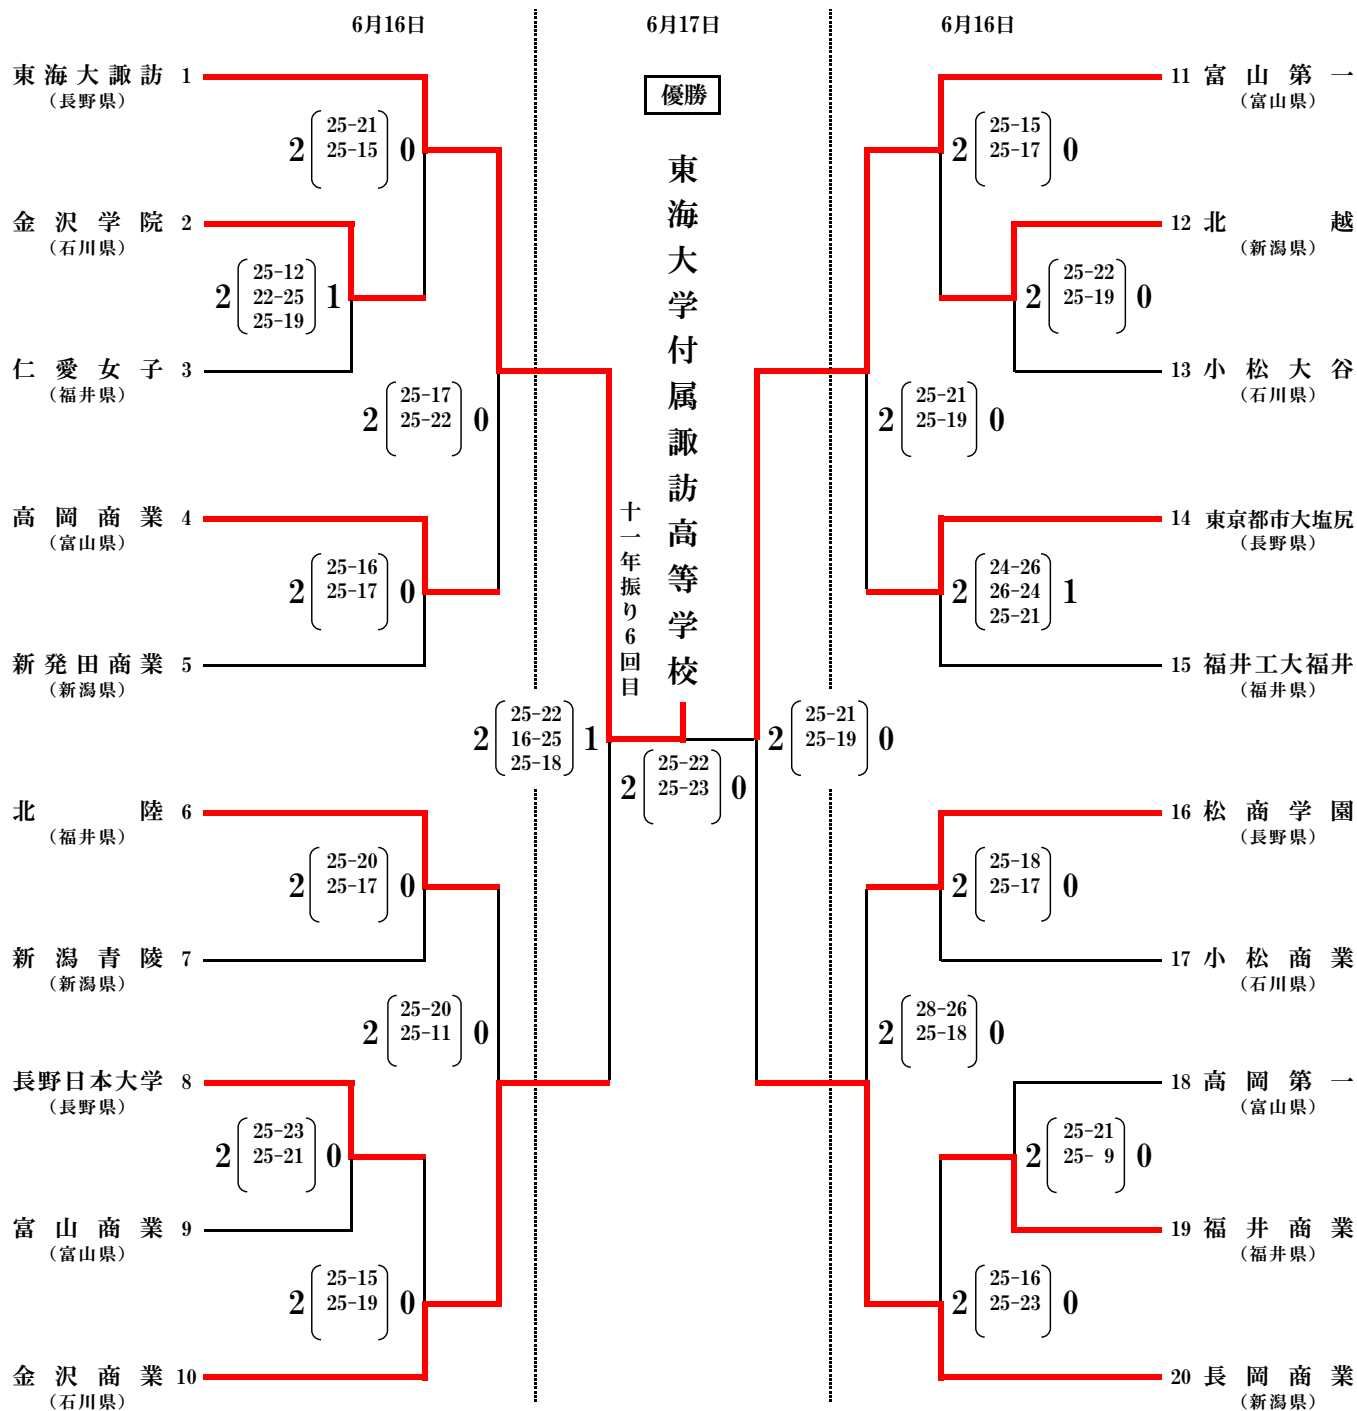 6月16日
6月17日
6月16日
優勝
東海大学付属諏訪高等学校
十一年振り6回目
東海大諏訪 1
（長野県）
2 25-21 0
25-15
金沢学院 2
（石川県）
2 25-12 1
22-25
25-19
仁愛女子 3
（福井県）
2 25-17 0
25-22
高岡商業 4
（富山県）
2 25-16 0
25-17
新発田商業 5
（新潟県）
2 25-22 1
16-25
25-18
北陸 6
（福井県）
2 25-20 0
25-17
新潟青陵 7
（新潟県）
2 25-20 0
25-11
長野日本大学 8
（長野県）
2 25-23 0
25-21
富山商業 9
（富山県）
2 25-15 0
25-19
金沢商業 10
（石川県）
2 25-22 0
25-23
11 富山第一
（富山県）
2 25-15 0
25-17
12 北越
（新潟県）
2 25-22 0
25-19
13 小松大谷
（石川県）
2 25-21 0
25-19
14 東京都市大塩尻
（長野県）
2 24-26 1
26-24
25-21
15 福井工大福井
（福井県）
2 25-21 0
25-19
16 松商学園
（長野県）
2 25-18 0
25-17
17 小松商業
（石川県）
2 28-26 0
25-18
18 高岡第一
（富山県）
2 25-21 0
25- 9
19 福井商業
（福井県）
2 25-16 0
25-23
20 長岡商業
（新潟県）